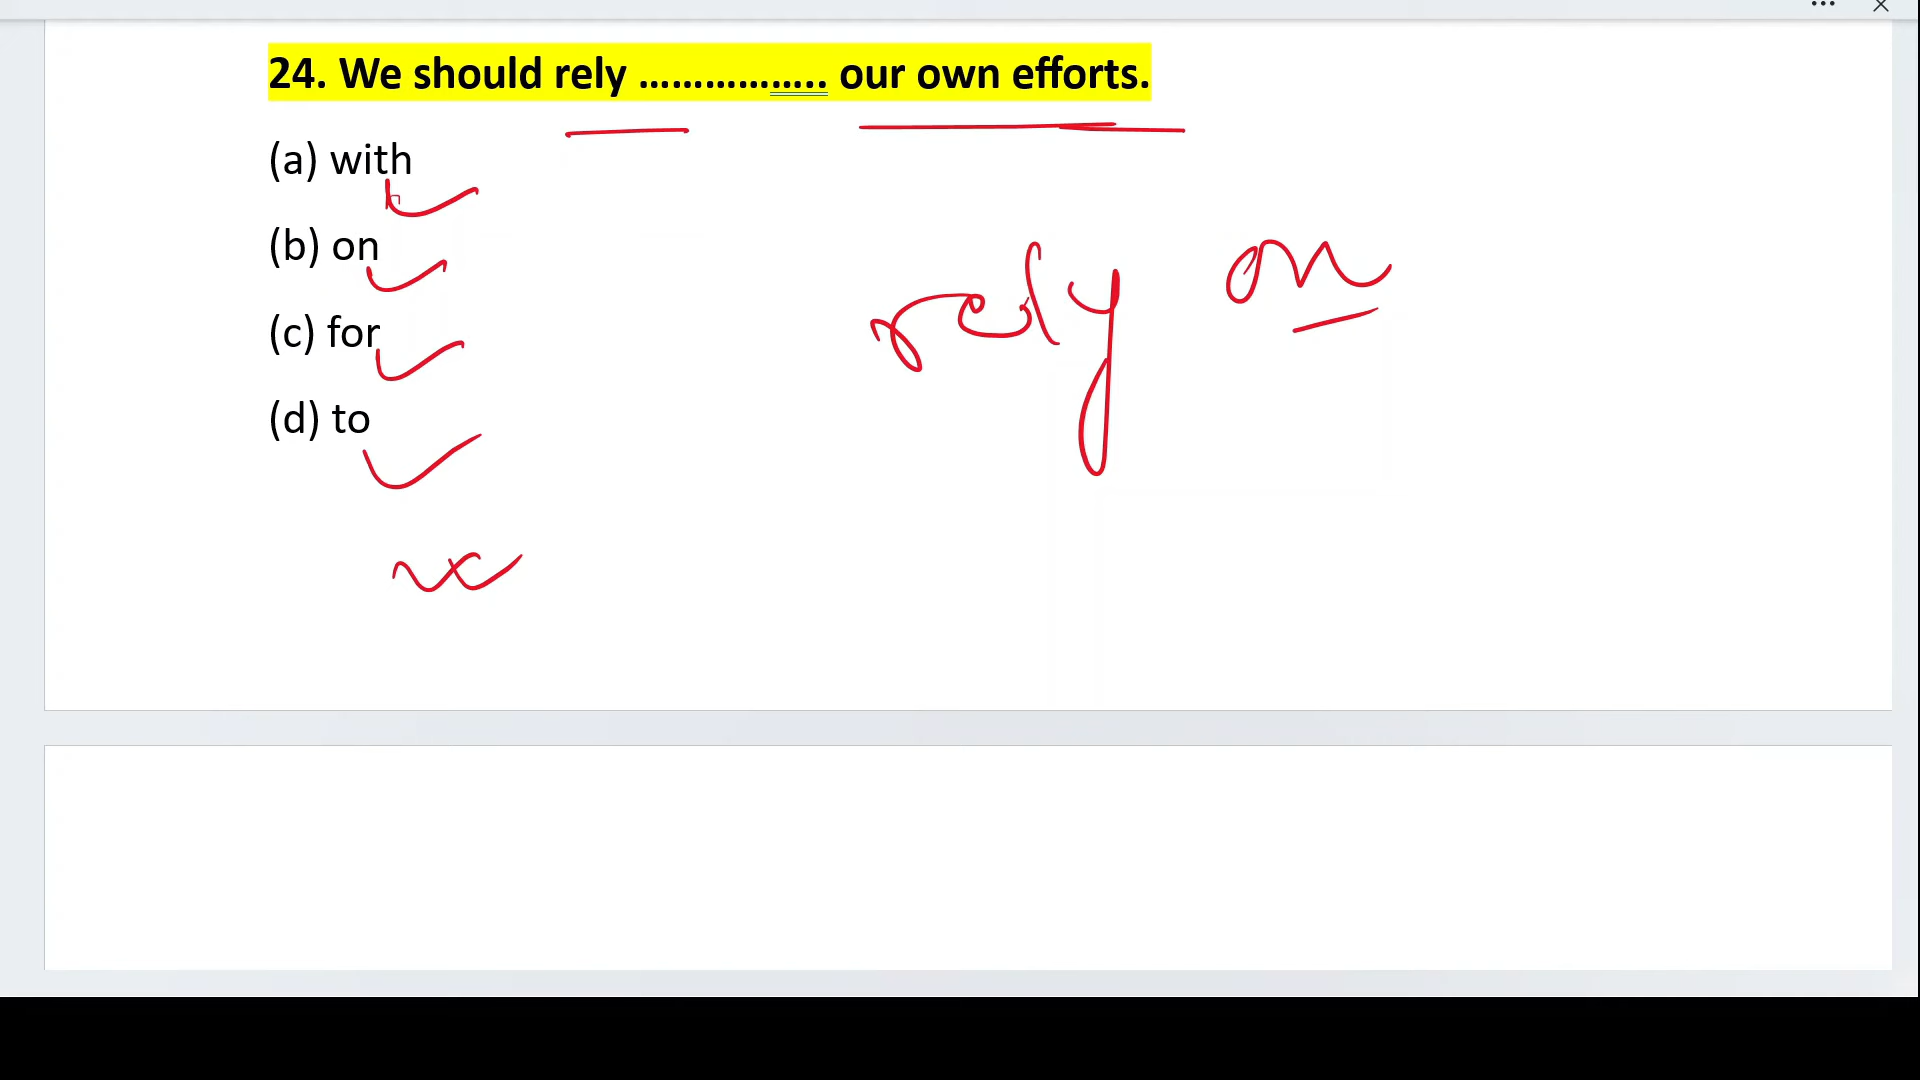 24. We should rely ................. our own efforts.
(a) with
(b) on
rely on
(c) for
(d) to